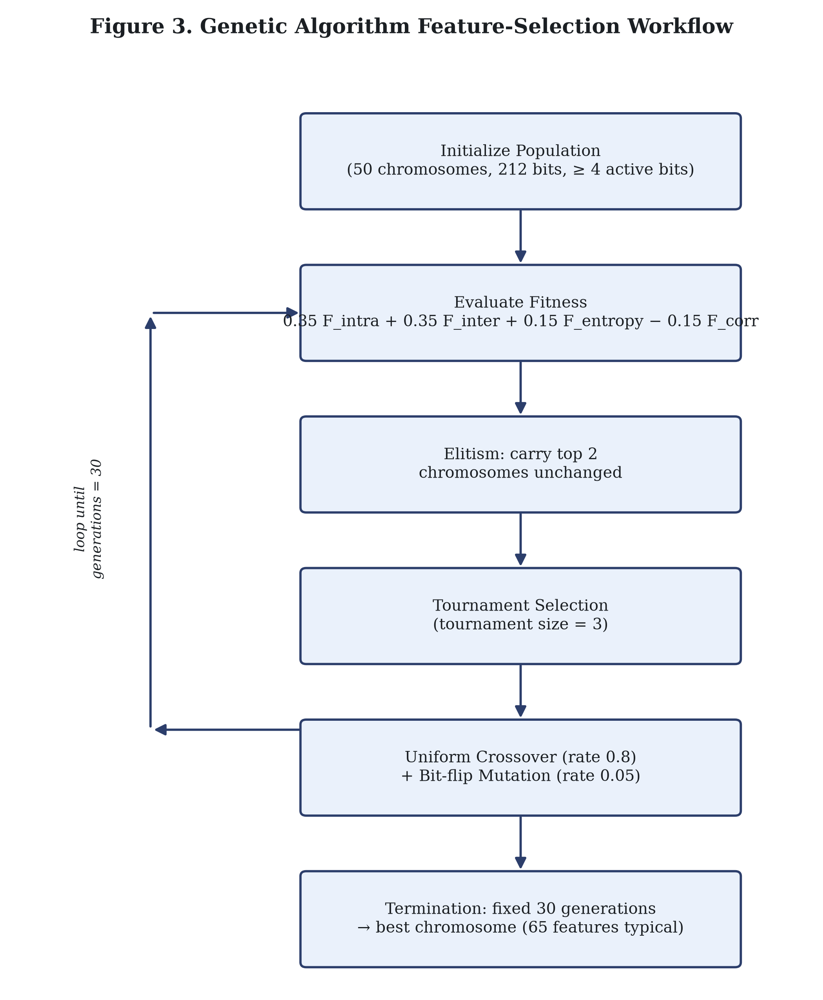 Figure 3. Genetic Algorithm Feature-Selection Workflow
Initialize Population
(50 chromosomes, 212 bits, ≥ 4 active bits)
Evaluate Fitness
0.35 F_intra + 0.35 F_inter + 0.15 F_entropy − 0.15 F_corr
Elitism: carry top 2
chromosomes unchanged
loop until
generations = 30
Tournament Selection
(tournament size = 3)
Uniform Crossover (rate 0.8)
+ Bit-flip Mutation (rate 0.05)
Termination: fixed 30 generations
→ best chromosome (65 features typical)